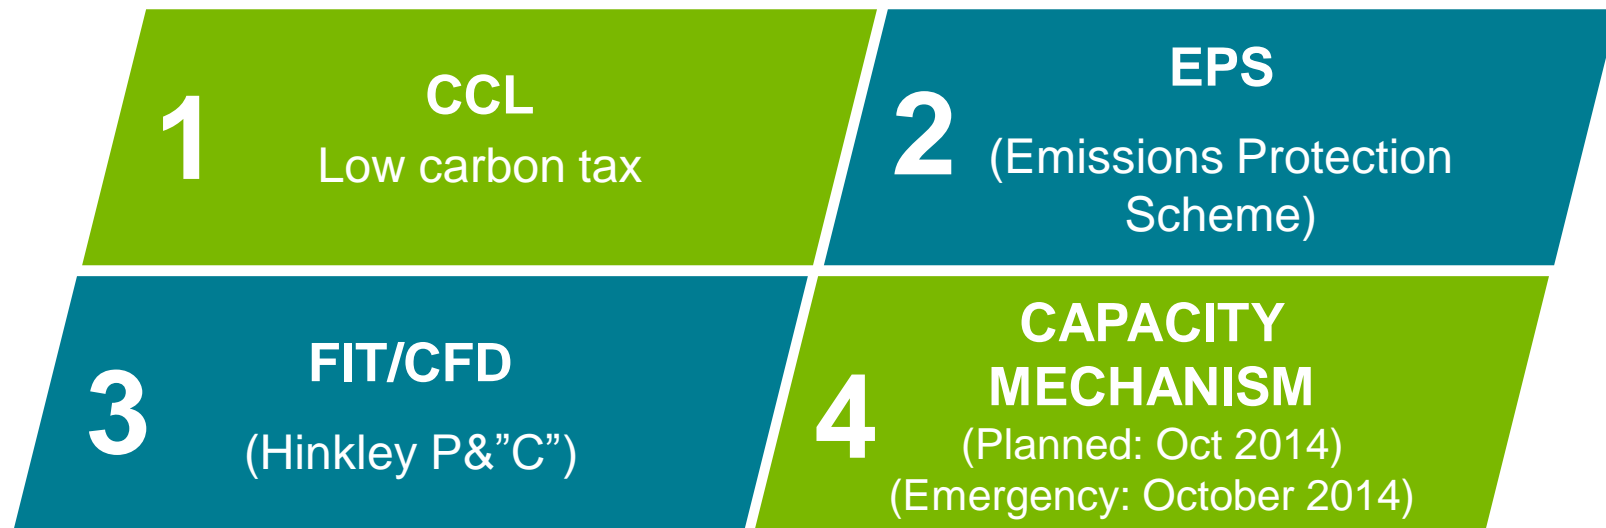 1
CCL
Low carbon tax
2
EPS
(Emissions Protection
Scheme)
3
FIT/CFD
(Hinkley P&”C”)
4
CAPACITY
MECHANISM
(Planned: Oct 2014)
(Emergency: October 2014)